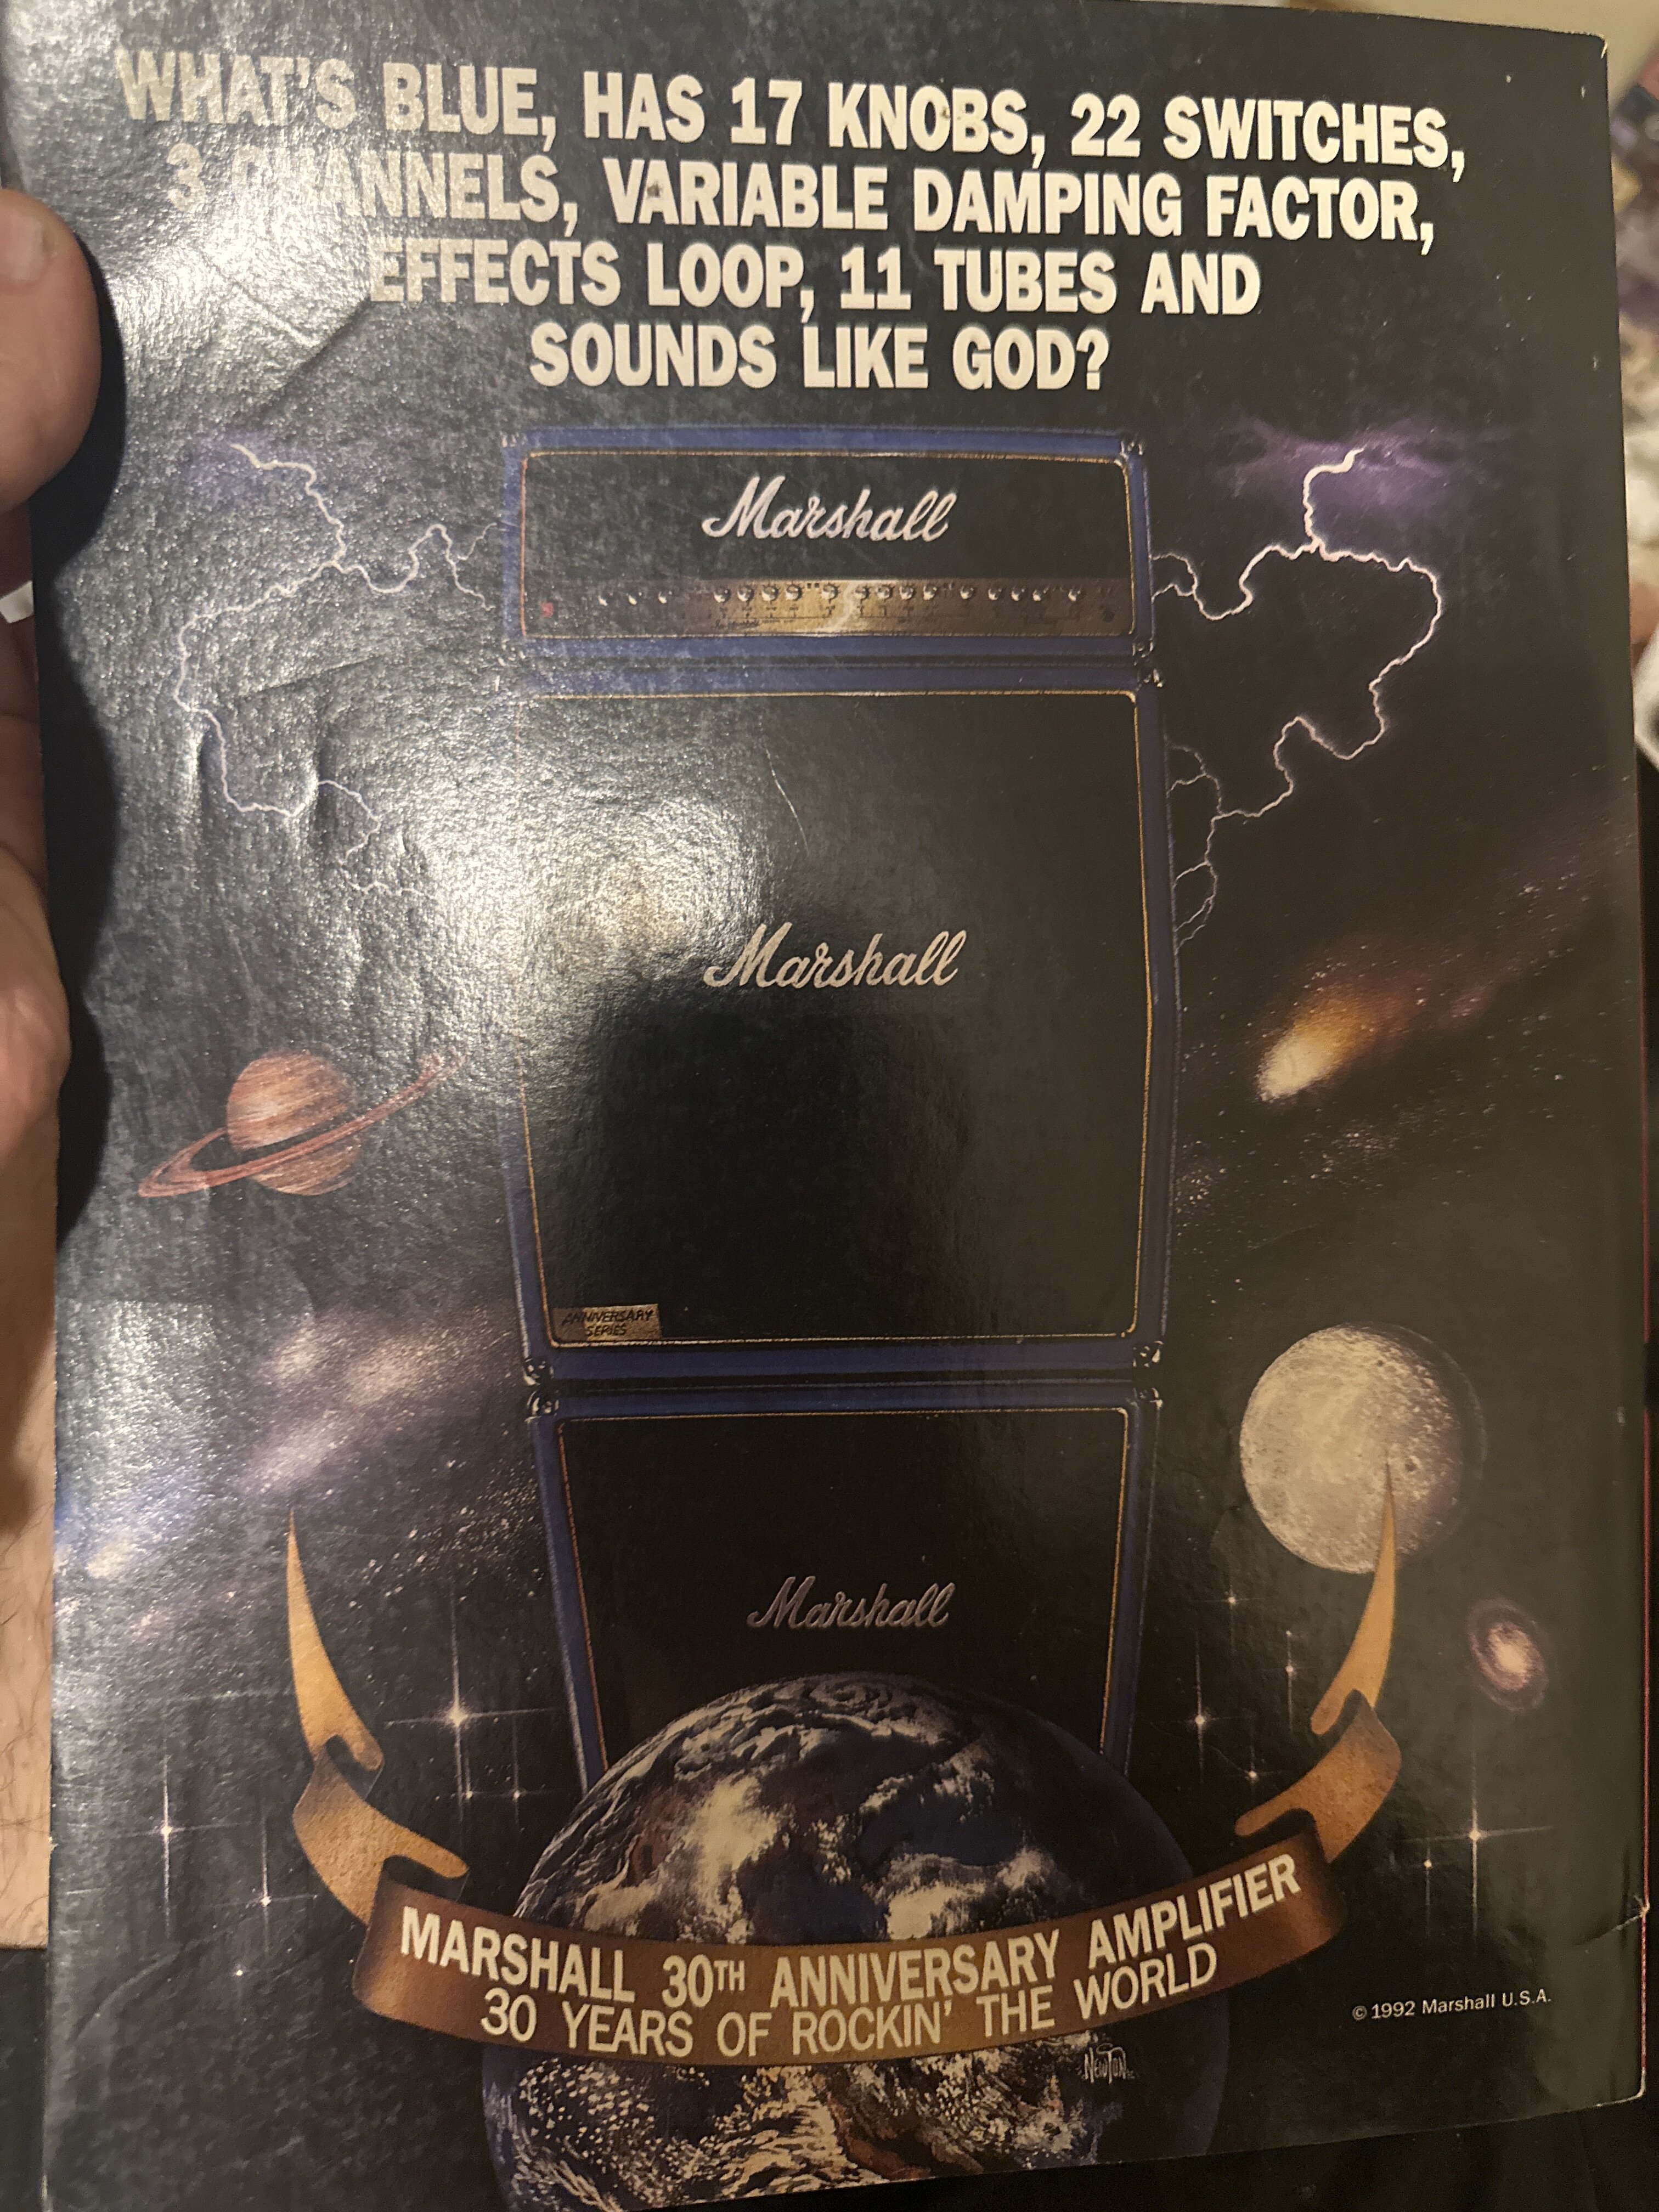 WHAT'S BLUE, HAS 17 KNOBS, 22 SWITCHES,
3 CHANNELS, VARIABLE DAMPING FACTOR,
EFFECTS LOOP, 11 TUBES AND
SOUNDS LIKE GOD?
Marshall
Marshall
ANNIVERSARY
SERIES
Marshall
MARSHALL 30TH ANNIVERSARY AMPLIFIER
30 YEARS OF ROCKIN' THE WORLD
© 1992 Marshall U.S.A.
NEWTON